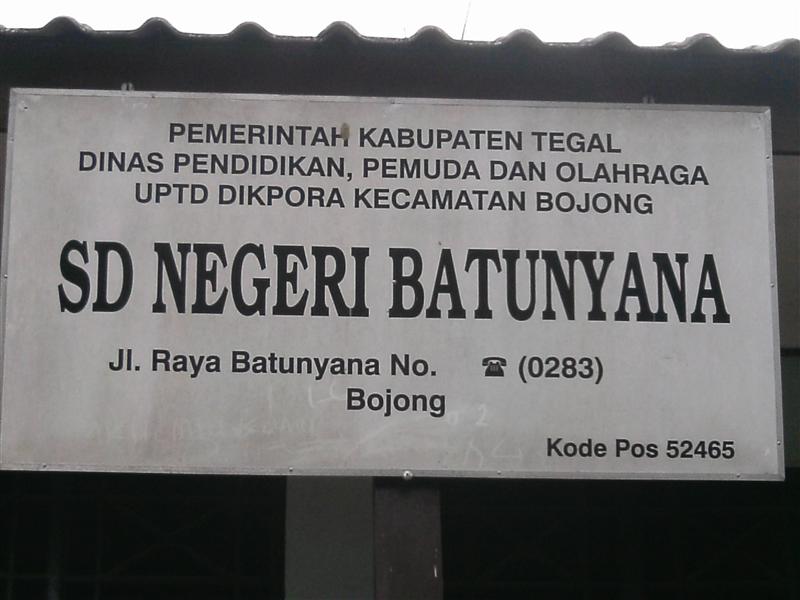 PEMERINTAH KABUPATEN TEGAL
DINAS PENDIDIKAN, PEMUDA DAN OLAHRAGA
UPTD DIKPORA KECAMATAN BOJONG
SD NEGERI BATUNYANA
Jl. Raya Batunyana No. ☎ (0283)
Bojong
Kode Pos 52465